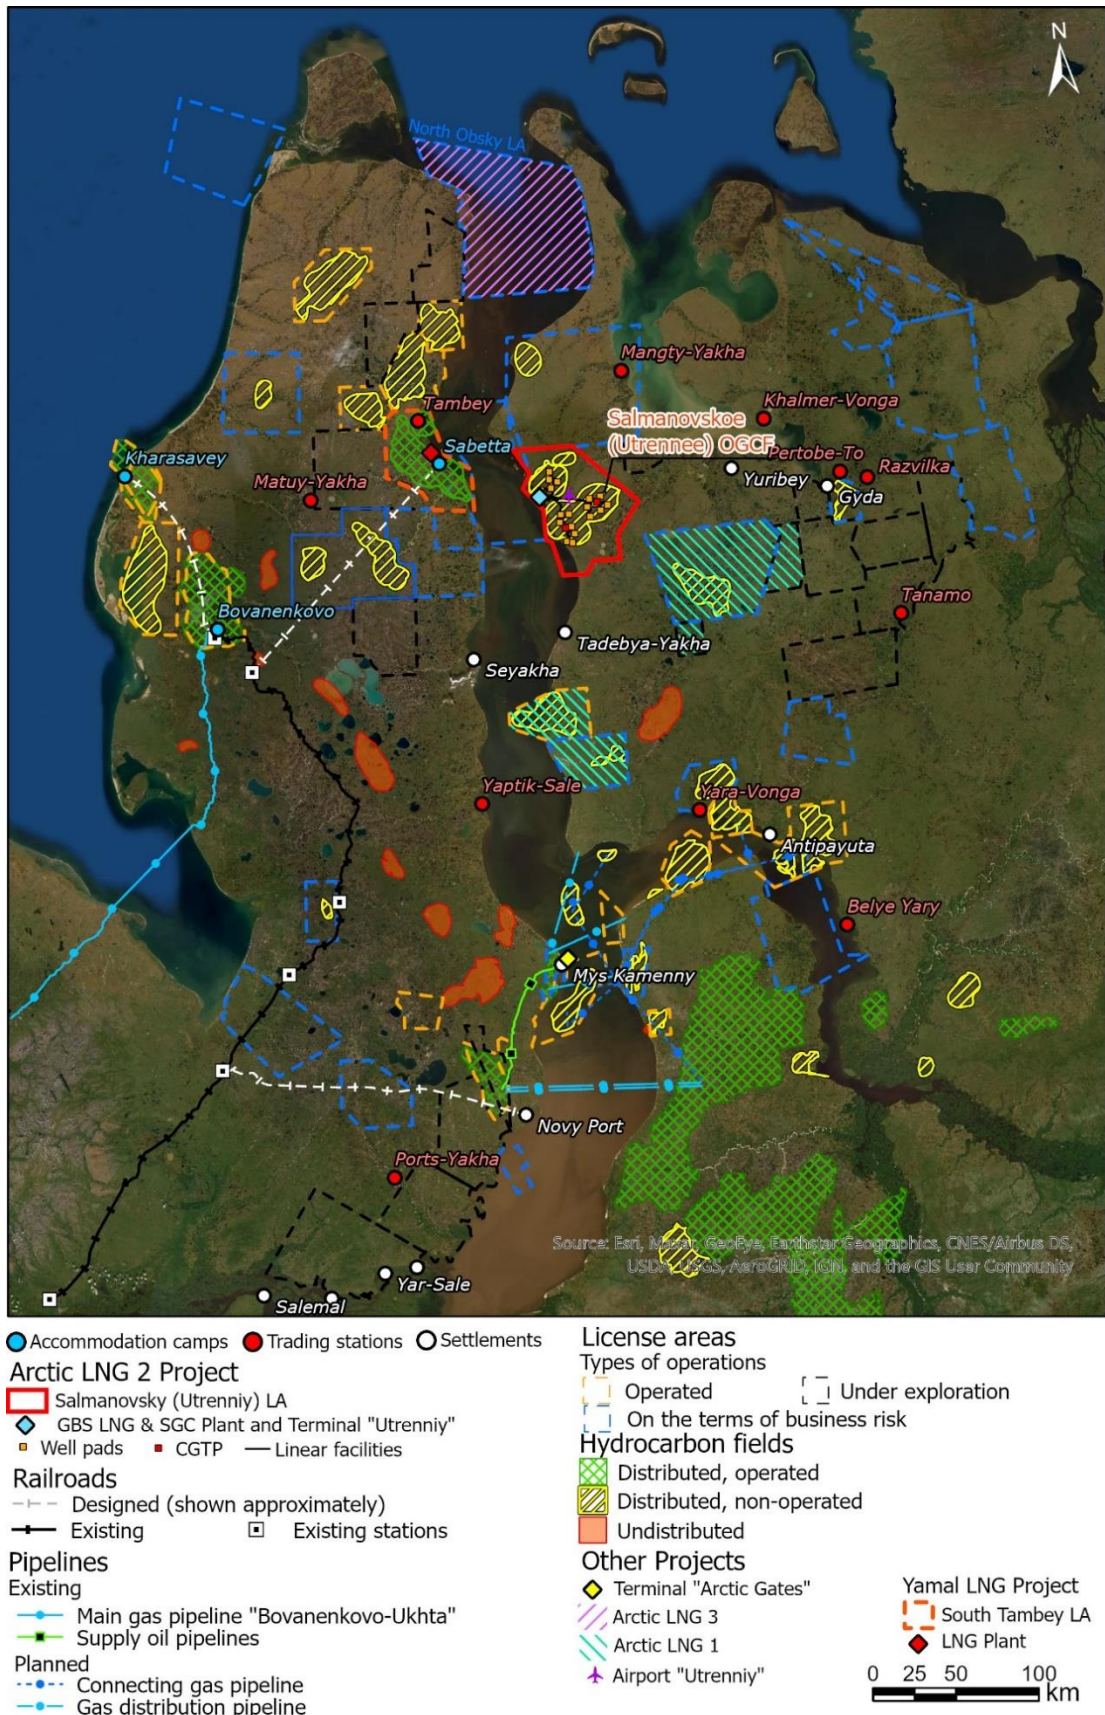 N
North Obsky LA
Mangty-Yakha
Khalmer-Vonga
Tambey
Salmanovskoe
(Utrennee) OGCF
Sabetta
Kharasavey
Pertobe-To
Razvilka
Yuribey
Matuy-Yakha
Gyda
Tanamo
Bovanenkovo
Tadebya-Yakha
Seyakha
Yaptik-Sale
Yara-Vonga
Antipayuta
Belye Yary
Mys Kamenny
Novy Port
Ports-Yakha
Source: Esri, Maxar, GeoEye, Earthstar Geographics, CNES/Airbus DS,
USDA, USGS, AeroGRID, IGN, and the GIS User Community
Yar-Sale
Salemal
Accommodation camps
Trading stations
Settlements
Arctic LNG 2 Project
Salmanovsky (Utrenniy) LA
GBS LNG & SGC Plant and Terminal "Utrenniy"
Well pads
CGTP
Linear facilities
Railroads
Designed (shown approximately)
Existing
Existing stations
Pipelines
Existing
Main gas pipeline "Bovanenkovo-Ukhta"
Supply oil pipelines
Planned
Connecting gas pipeline
Gas distribution pipeline
License areas
Types of operations
Operated
Under exploration
On the terms of business risk
Hydrocarbon fields
Distributed, operated
Distributed, non-operated
Undistributed
Other Projects
Terminal "Arctic Gates"
Arctic LNG 3
Arctic LNG 1
Airport "Utrenniy"
Yamal LNG Project
South Tambey LA
LNG Plant
0 25 50 100
km